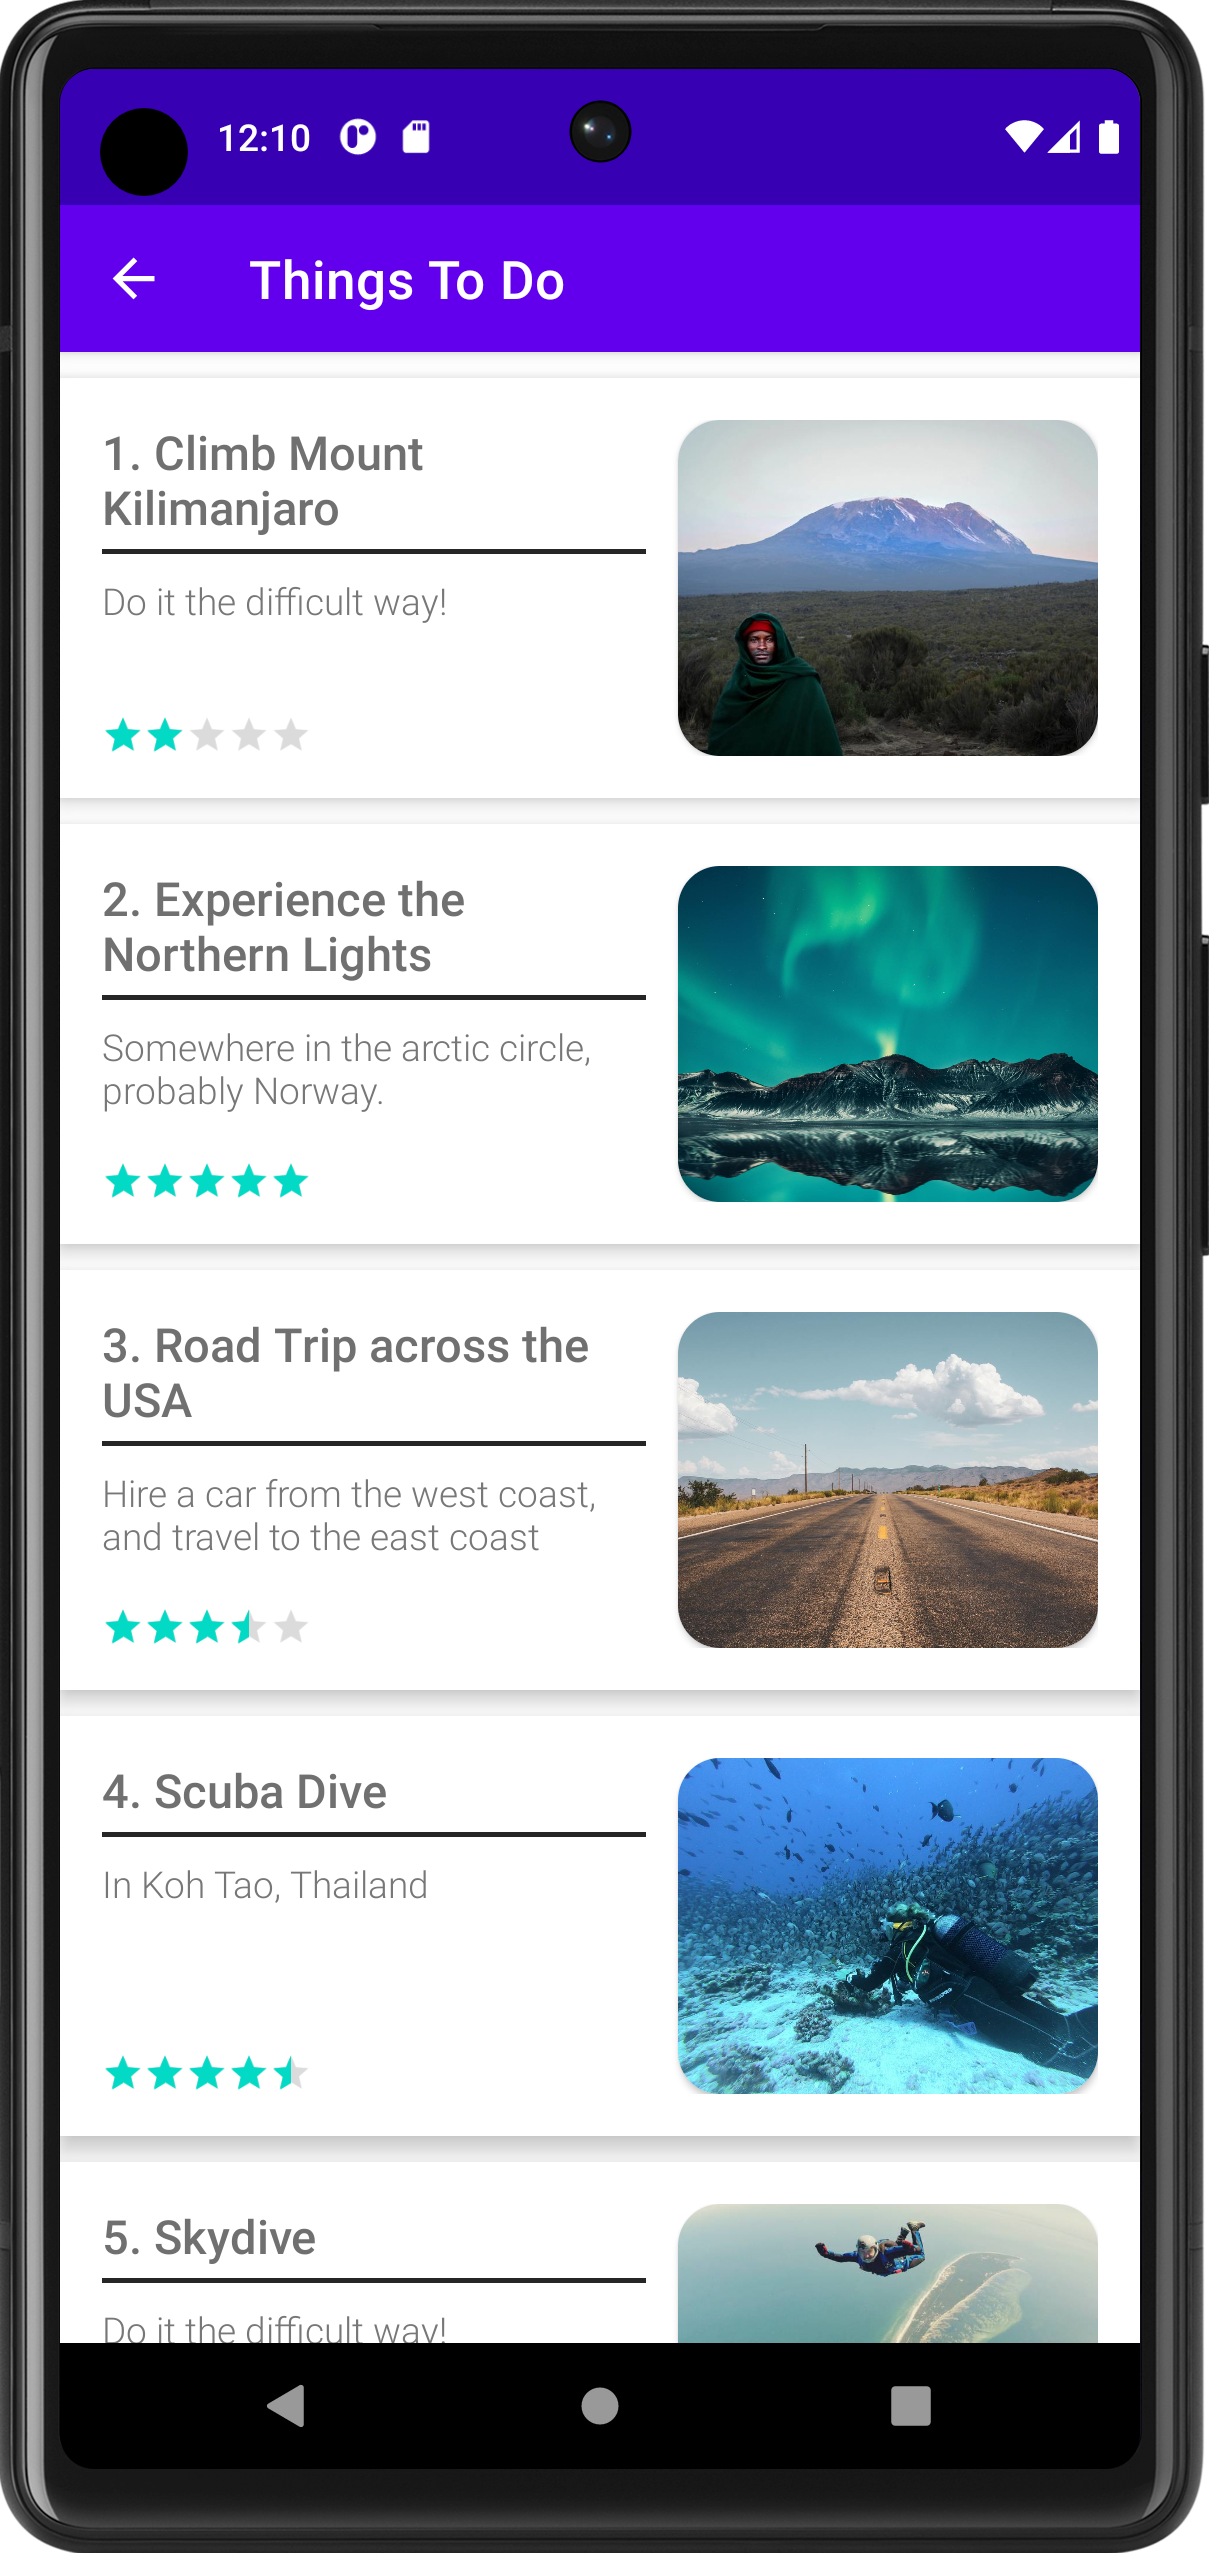 12:10
Things To Do
1. Climb Mount
Kilimanjaro
Do it the difficult way!
2. Experience the
Northern Lights
Somewhere in the arctic circle,
probably Norway.
3. Road Trip across the
USA
Hire a car from the west coast,
and travel to the east coast
4. Scuba Dive
In Koh Tao, Thailand
5. Skydive
Do it the difficult way!